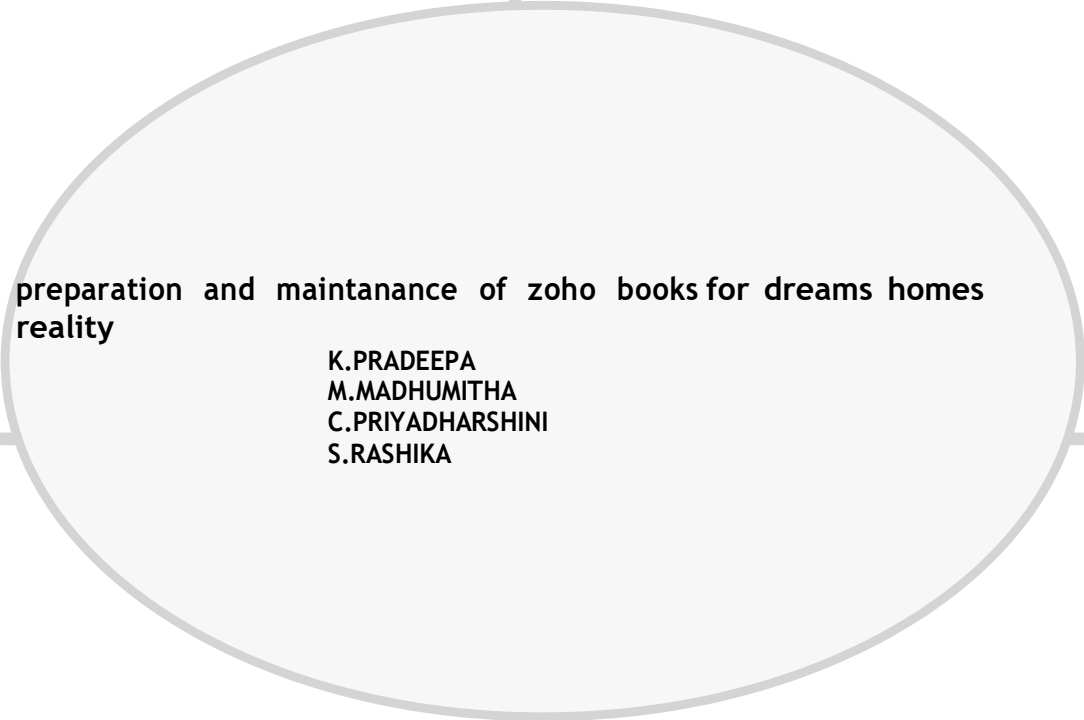 preparation and maintanance of zoho books for dreams homes
reality
K.PRADEEPA
M.MADHUMITHA
C.PRIYADHARSHINI
S.RASHIKA